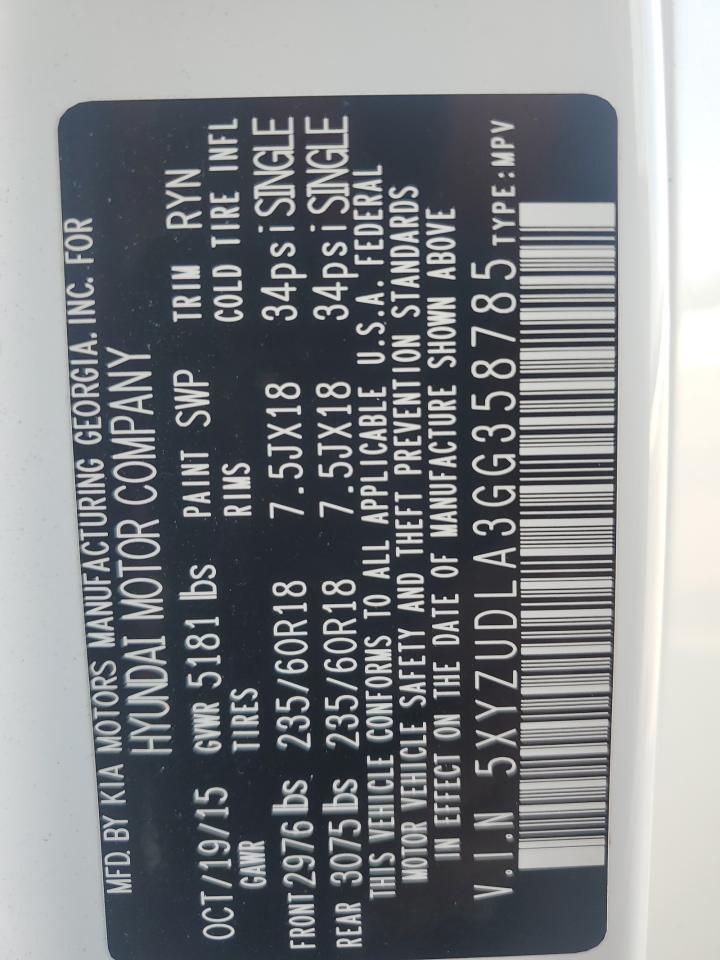 MFD. BY KIA MOTORS MANUFACTURING GEORGIA. INC. FOR
HYUNDAI MOTOR COMPANY
OCT/19/15 GVWR 5181 lbs PAINT SWP TRIM RYN
GAWR TIRES RIMS COLD TIRE INFL
FRONT 2976 lbs 235/60R18 7.5JX18 34psi SINGLE
REAR 3075 lbs 235/60R18 7.5JX18 34psi SINGLE
THIS VEHICLE CONFORMS TO ALL APPLICABLE U.S.A. FEDERAL
MOTOR VEHICLE SAFETY AND THEFT PREVENTION STANDARDS
IN EFFECT ON THE DATE OF MANUFACTURE SHOWN ABOVE
V.I.N 5XYZUDLA3GG358785 TYPE:MPV